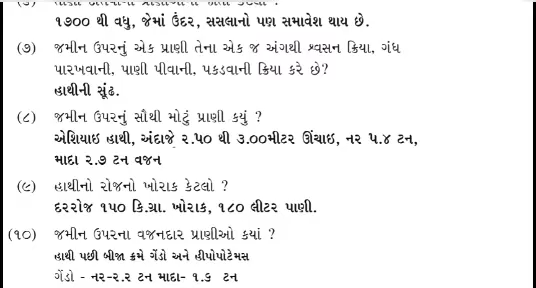 ૧૭૦૦ થી વધુ, જેમાં ઉંદર, સસલાનો પણ સમાવેશ થાય છે.
(૭) જમીન ઉપરનું એક પ્રાણી તેના એક જ અંગથી શ્વસન ક્રિયા, ગંધ
પારખવાની, પાણી પીવાની, પકડવાની ક્રિયા કરે છે?
હાથીની સૂંઢ.
(૮) જમીન ઉપરનું સૌથી મોટું પ્રાણી કયું ?
એશિયાઇ હાથી, અંદાજે ૨.૫૦ થી ૩.૦૦મીટર ઊંચાઇ, નર ૫.૪ ટન,
માદા ૨.૭ ટન વજન
(૯) હાથીનો રોજનો ખોરાક કેટલો ?
દરરોજ ૧૫૦ કિ.ગ્રા. ખોરાક, ૧૮૦ લીટર પાણી.
(૧૦) જમીન ઉપરના વજનદાર પ્રાણીઓ કયાં ?
હાથી પછી બીજા ક્રમે ગેંડો અને હીપોપોટેમસ
ગેંડો - નર-૨.૨ ટન માદા- ૧.૬ ટન